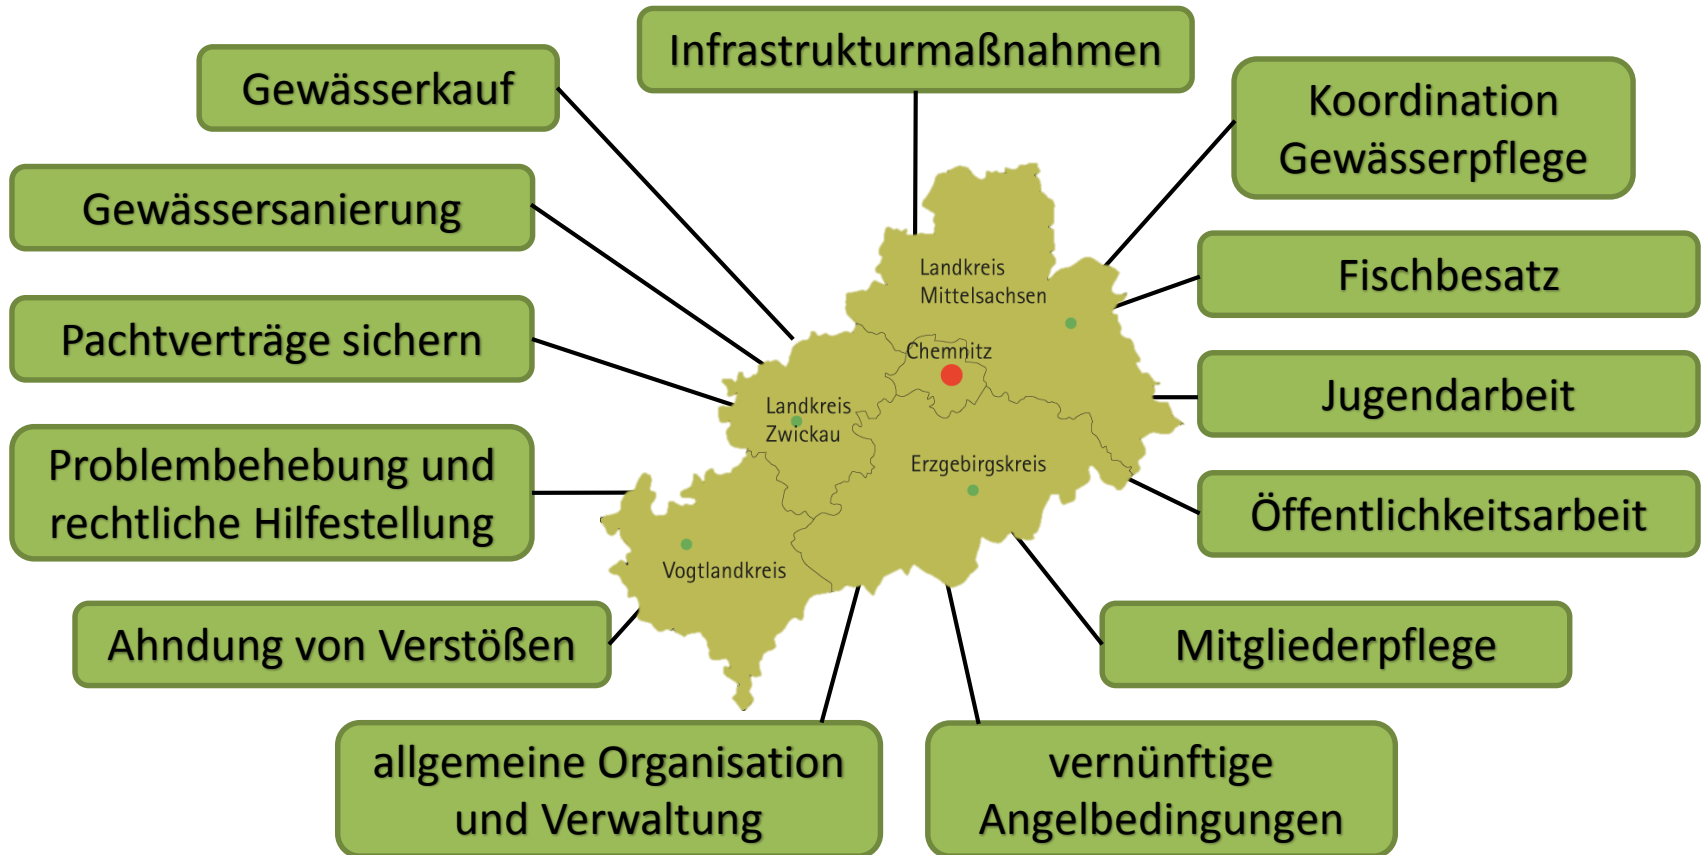 Infrastrukturmaßnahmen
Gewässerkauf
Koordination
Gewässerpflege
Gewässersanierung
Fischbesatz
Landkreis
Mittelsachsen
Pachtverträge sichern
Chemnitz
Jugendarbeit
Landkreis
Zwickau
Problembehebung und
rechtliche Hilfestellung
Erzgebirgskreis
Öffentlichkeitsarbeit
Vogtlandkreis
Ahndung von Verstößen
Mitgliederpflege
allgemeine Organisation
und Verwaltung
vernünftige
Angelbedingungen